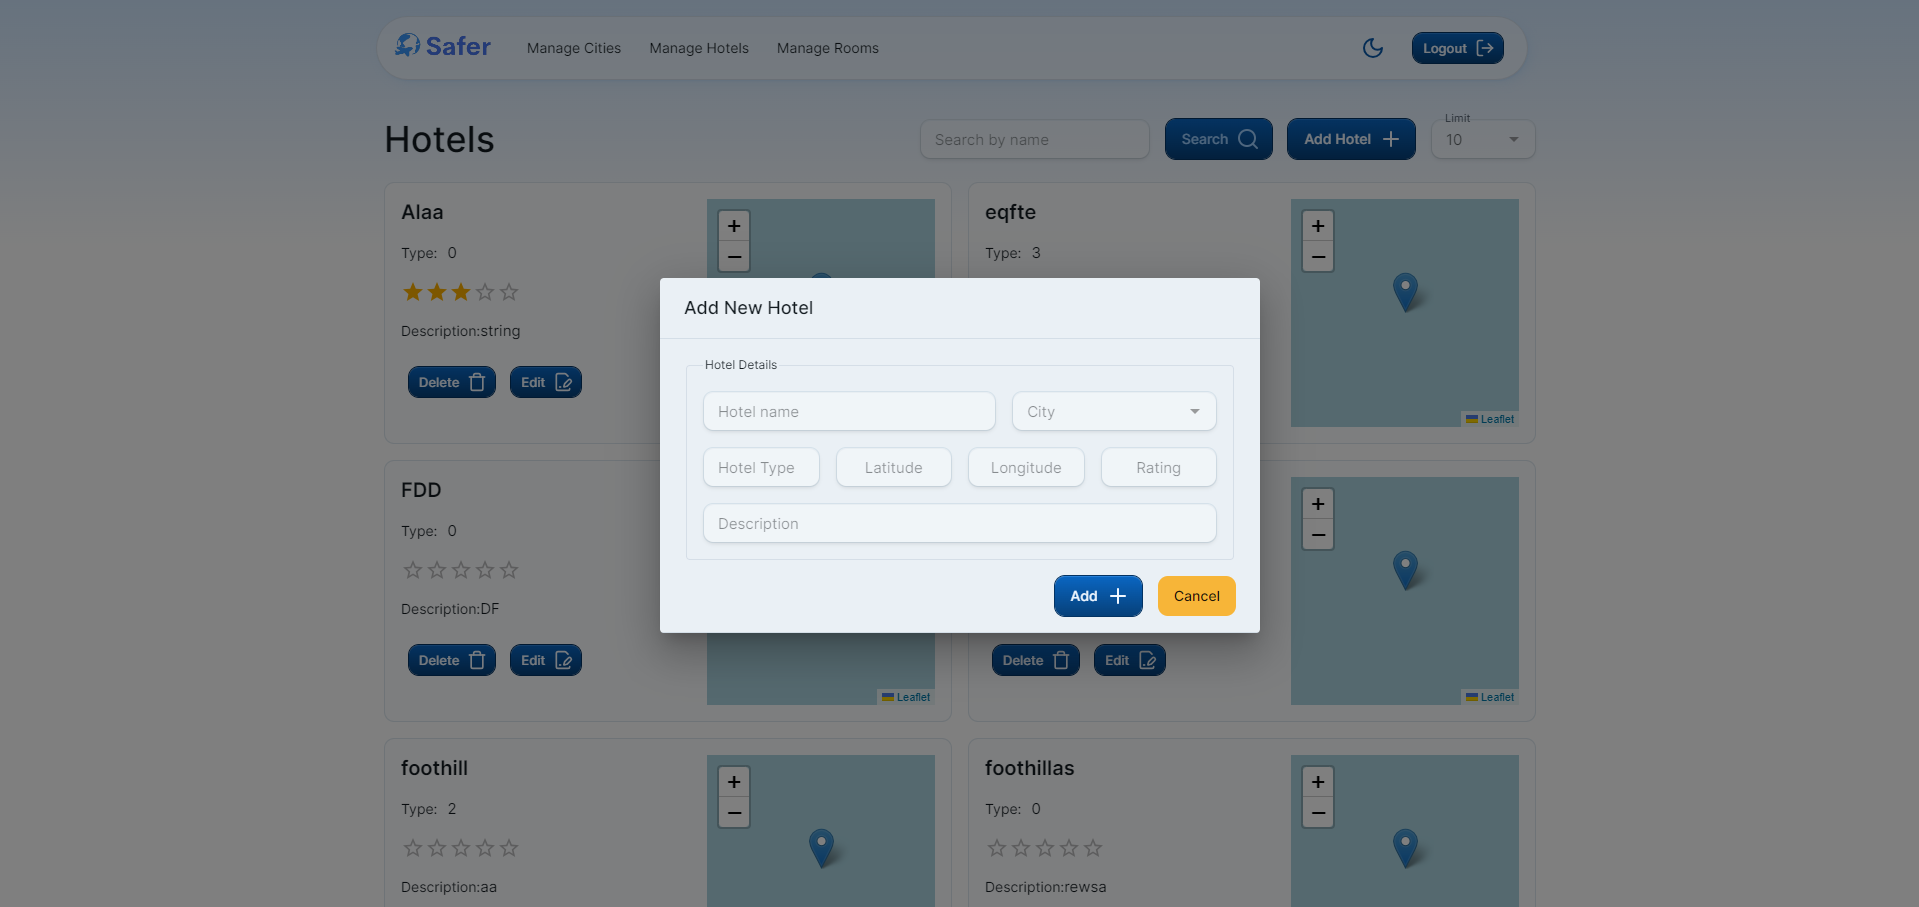 Safer
Manage Cities
Manage Hotels
Manage Rooms
Logout
Hotels
Search by name
Search
Add Hotel
Limit
10
Alaa
Type: 0
Description:string
Delete
Edit
+
−
eqfte
Type: 3
+
−
Leaflet
Add New Hotel
Hotel Details
Hotel name
City
Hotel Type
Latitude
Longitude
Rating
Description
Add
Cancel
FDD
Type: 0
Description:DF
Delete
Edit
Leaflet
+
−
Delete
Edit
Leaflet
foothill
Type: 2
Description:aa
+
−
foothillas
Type: 0
Description:rewsa
+
−